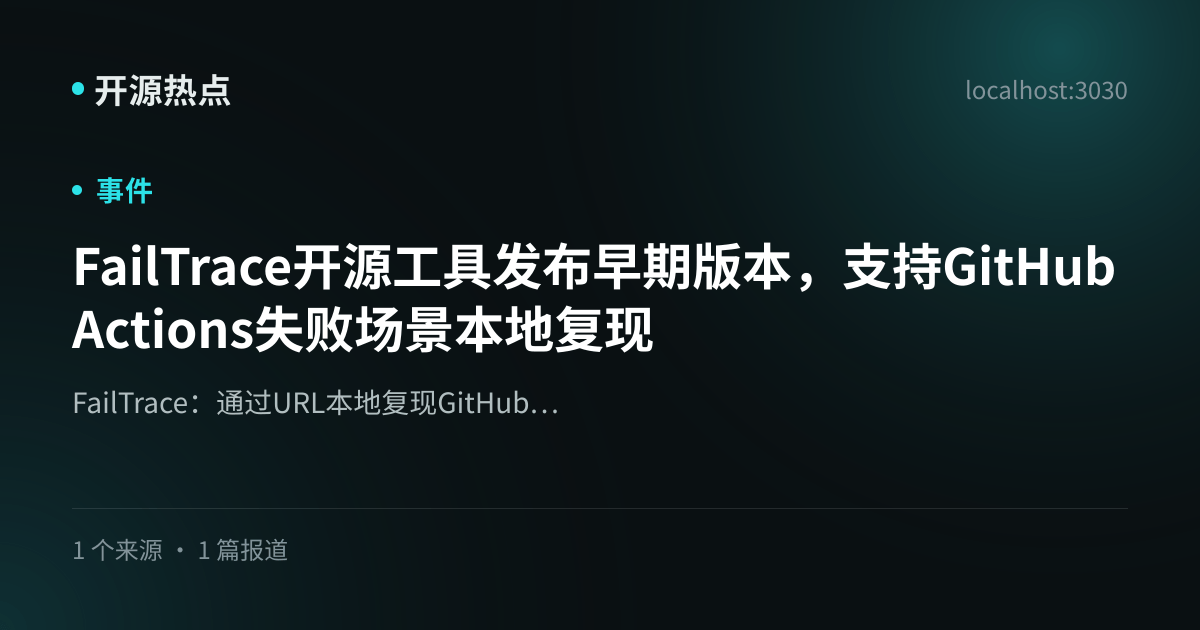 开源热点
localhost:3030
事件
FailTrace开源工具发布早期版本，支持GitHub
Actions失败场景本地复现
FailTrace：通过URL本地复现GitHub…
1 个来源 · 1 篇报道